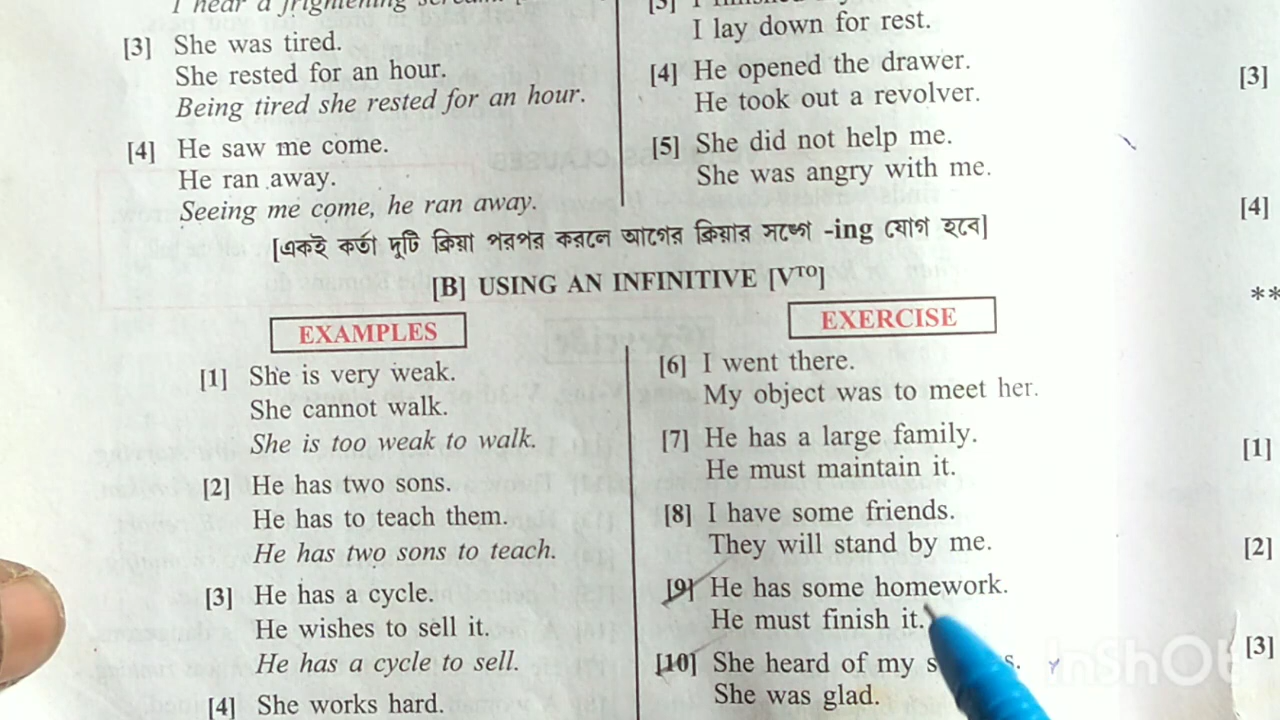 I hear a frightening scream.
[3] She was tired.
She rested for an hour.
Being tired she rested for an hour.
[4] He saw me come.
He ran away.
Seeing me come, he ran away.
I lay down for rest.
[4] He opened the drawer.
He took out a revolver.
[5] She did not help me.
She was angry with me.
[একই কর্তা দুটি ক্রিয়া পরপর করলে আগের ক্রিয়ার সঙ্গে -ing যোগ হবে]
[B] USING AN INFINITIVE [Vᵀᴼ]
EXAMPLES
[1] She is very weak.
She cannot walk.
She is too weak to walk.
[2] He has two sons.
He has to teach them.
He has two sons to teach.
[3] He has a cycle.
He wishes to sell it.
He has a cycle to sell.
[4] She works hard.
EXERCISE
[6] I went there.
My object was to meet her.
[7] He has a large family.
He must maintain it.
[8] I have some friends.
They will stand by me.
[9] He has some homework.
He must finish it.
[10] She heard of my
She was glad.
[3]
[4]
**
[1]
[2]
[3]
InShOt